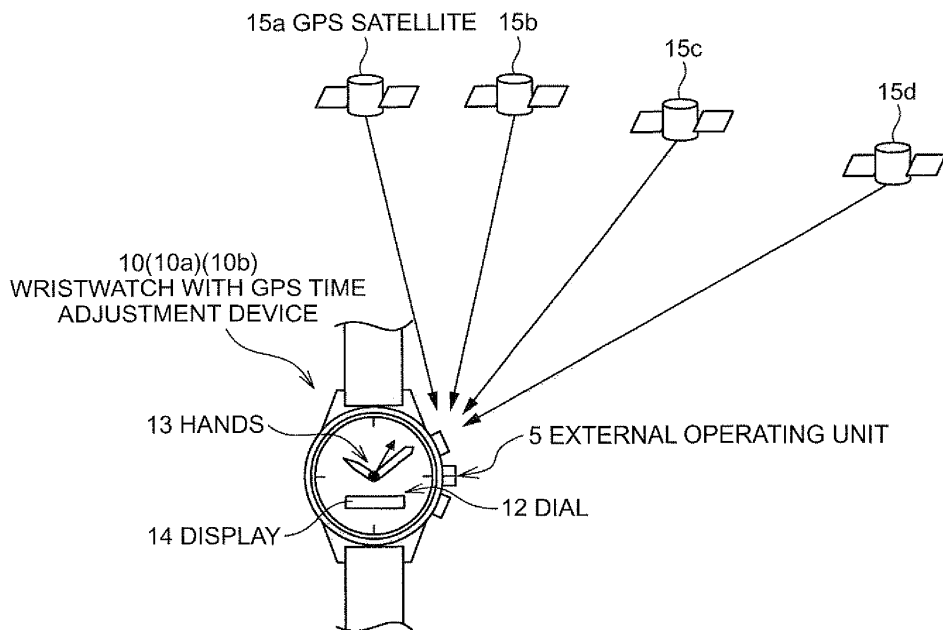 15a GPS SATELLITE
15b
15c
15d
10(10a)(10b)
WRISTWATCH WITH GPS TIME
ADJUSTMENT DEVICE
13 HANDS
5 EXTERNAL OPERATING UNIT
12 DIAL
14 DISPLAY